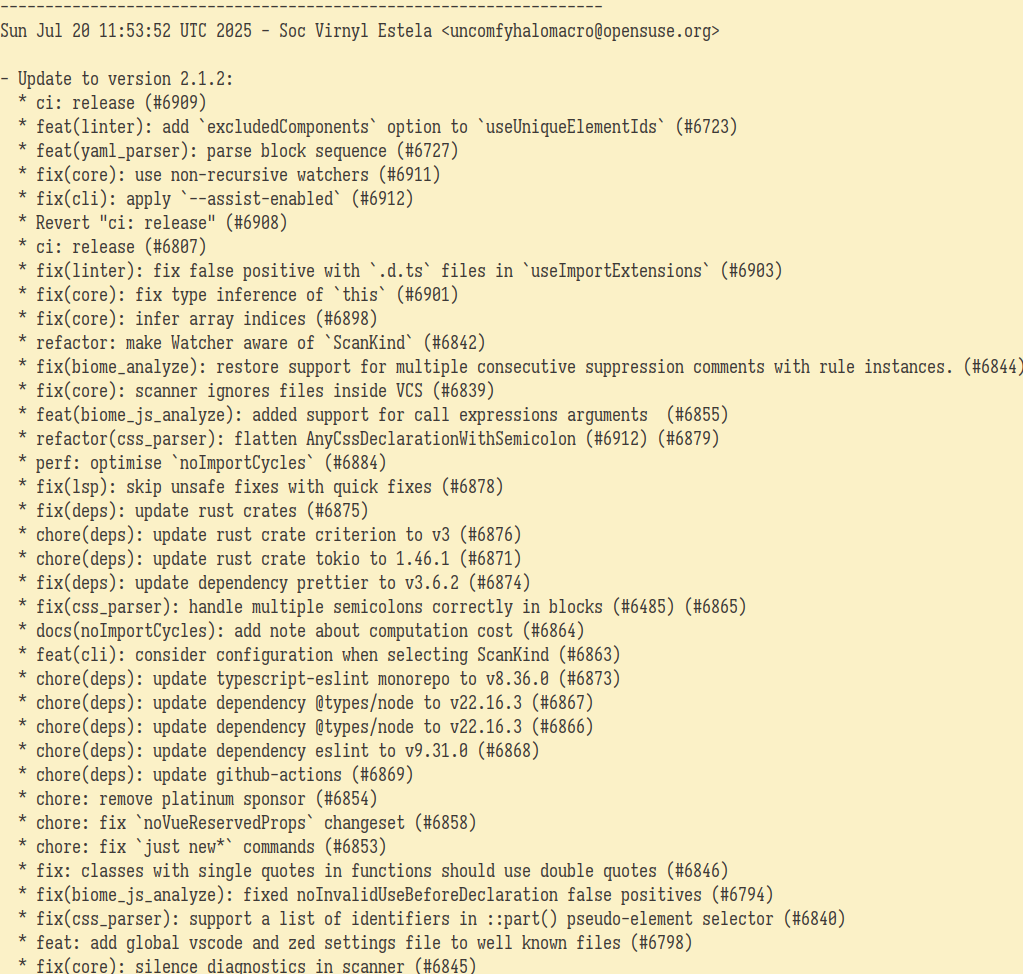 -------------------------------------------------------------------
Sun Jul 20 11:53:52 UTC 2025 - Soc Virnyl Estela <uncomfyhalomacro@opensuse.org>

- Update to version 2.1.2:
  * ci: release (#6909)
  * feat(linter): add `excludedComponents` option to `useUniqueElementIds` (#6723)
  * feat(yaml_parser): parse block sequence (#6727)
  * fix(core): use non-recursive watchers (#6911)
  * fix(cli): apply `--assist-enabled` (#6912)
  * Revert "ci: release" (#6908)
  * ci: release (#6807)
  * fix(linter): fix false positive with `.d.ts` files in `useImportExtensions` (#6903)
  * fix(core): fix type inference of `this` (#6901)
  * fix(core): infer array indices (#6898)
  * refactor: make Watcher aware of `ScanKind` (#6842)
  * fix(biome_analyze): restore support for multiple consecutive suppression comments with rule instances. (#6844)
  * fix(core): scanner ignores files inside VCS (#6839)
  * feat(biome_js_analyze): added support for call expressions arguments  (#6855)
  * refactor(css_parser): flatten AnyCssDeclarationWithSemicolon (#6912) (#6879)
  * perf: optimise `noImportCycles` (#6884)
  * fix(lsp): skip unsafe fixes with quick fixes (#6878)
  * fix(deps): update rust crates (#6875)
  * chore(deps): update rust crate criterion to v3 (#6876)
  * chore(deps): update rust crate tokio to 1.46.1 (#6871)
  * fix(deps): update dependency prettier to v3.6.2 (#6874)
  * fix(css_parser): handle multiple semicolons correctly in blocks (#6485) (#6865)
  * docs(noImportCycles): add note about computation cost (#6864)
  * feat(cli): consider configuration when selecting ScanKind (#6863)
  * chore(deps): update typescript-eslint monorepo to v8.36.0 (#6873)
  * chore(deps): update dependency @types/node to v22.16.3 (#6867)
  * chore(deps): update dependency @types/node to v22.16.3 (#6866)
  * chore(deps): update dependency eslint to v9.31.0 (#6868)
  * chore(deps): update github-actions (#6869)
  * chore: remove platinum sponsor (#6854)
  * chore: fix `noVueReservedProps` changeset (#6858)
  * chore: fix `just new*` commands (#6853)
  * fix: classes with single quotes in functions should use double quotes (#6846)
  * fix(biome_js_analyze): fixed noInvalidUseBeforeDeclaration false positives (#6794)
  * fix(css_parser): support a list of identifiers in ::part() pseudo-element selector (#6840)
  * feat: add global vscode and zed settings file to well known files (#6798)
  * fix(core): silence diagnostics in scanner (#6845)